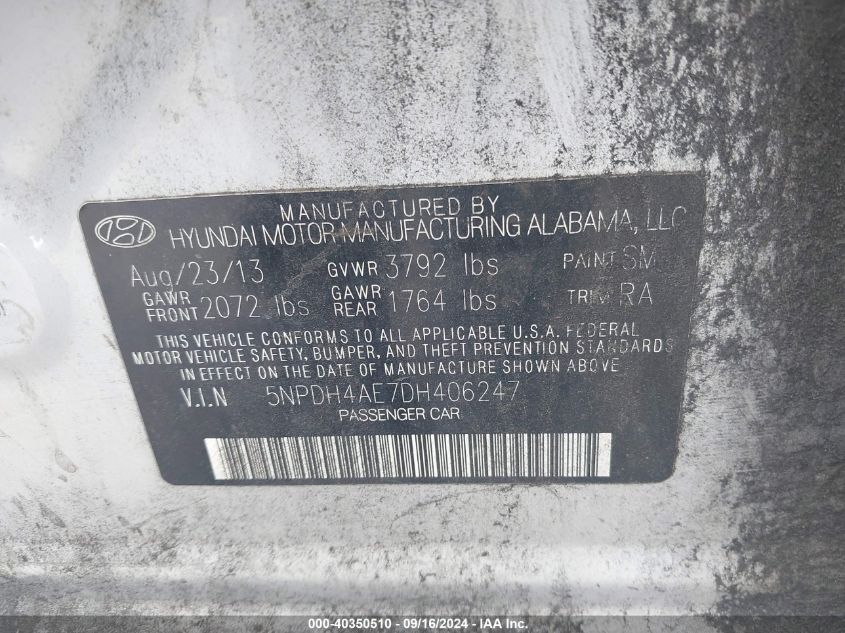 MANUFACTURED BY
HYUNDAI MOTOR MANUFACTURING ALABAMA, LLC
Aug/23/13 GVWR 3792 lbs PAINT SM
GAWR FRONT 2072 lbs GAWR REAR 1764 lbs TRIM RA
THIS VEHICLE CONFORMS TO ALL APPLICABLE U.S.A. FEDERAL
MOTOR VEHICLE SAFETY, BUMPER, AND THEFT PREVENTION STANDARDS
IN EFFECT ON THE DATE OF MANUFACTURE SHOWN ABOVE.
V.I.N 5NPDH4AE7DH406247
PASSENGER CAR
000-40350510 - 09/16/2024 - IAA, Inc.